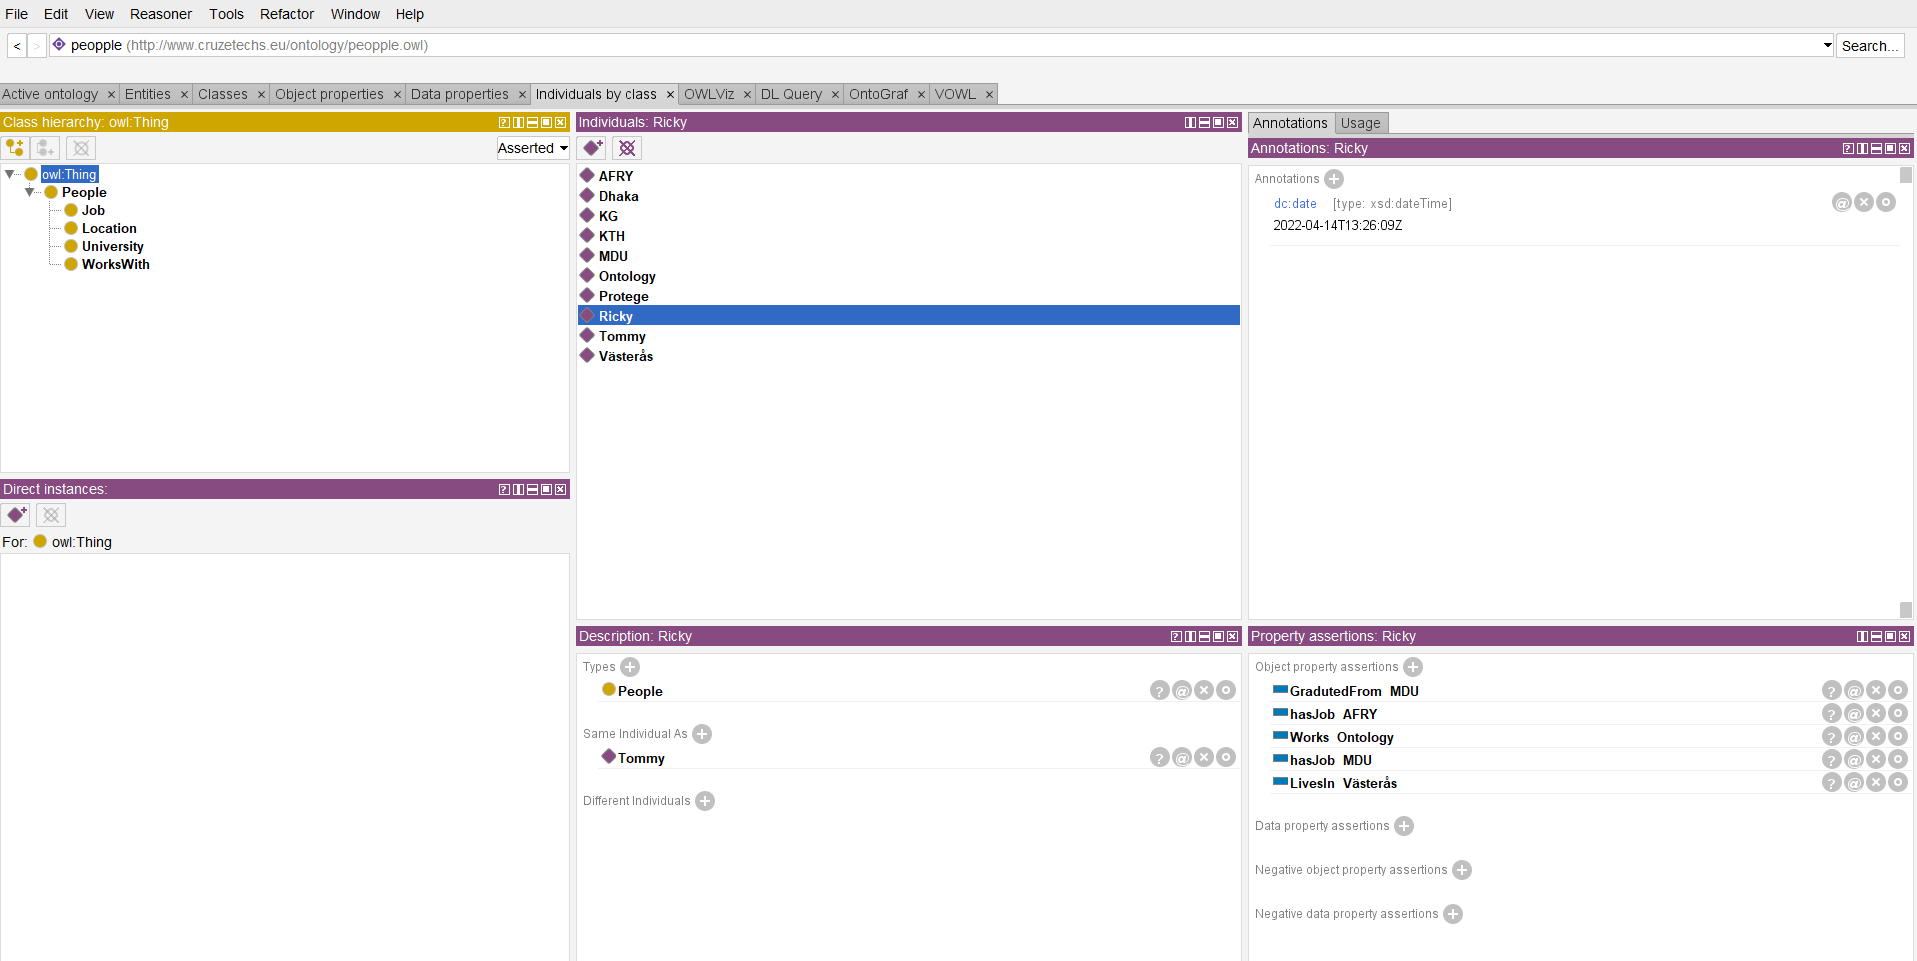 File Edit View Reasoner Tools Refactor Window Help
< > peopple (http://www.cruzetechs.eu/ontology/peopple.owl) Search...
Active ontology × Entities × Classes × Object properties × Data properties × Individuals by class × OWLViz × DL Query × OntoGraf × VOWL ×
Class hierarchy: owl:Thing
Asserted
owl:Thing
People
Job
Location
University
WorksWith
Direct instances:
For: owl:Thing
Individuals: Ricky
AFRY
Dhaka
KG
KTH
MDU
Ontology
Protege
Ricky
Tommy
Västerås
Description: Ricky
Types
People
Same Individual As
Tommy
Different Individuals
Annotations Usage
Annotations: Ricky
Annotations
dc:date [type: xsd:dateTime]
2022-04-14T13:26:09Z
Property assertions: Ricky
Object property assertions
GradutedFrom MDU
hasJob AFRY
Works Ontology
hasJob MDU
LivesIn Västerås
Data property assertions
Negative object property assertions
Negative data property assertions